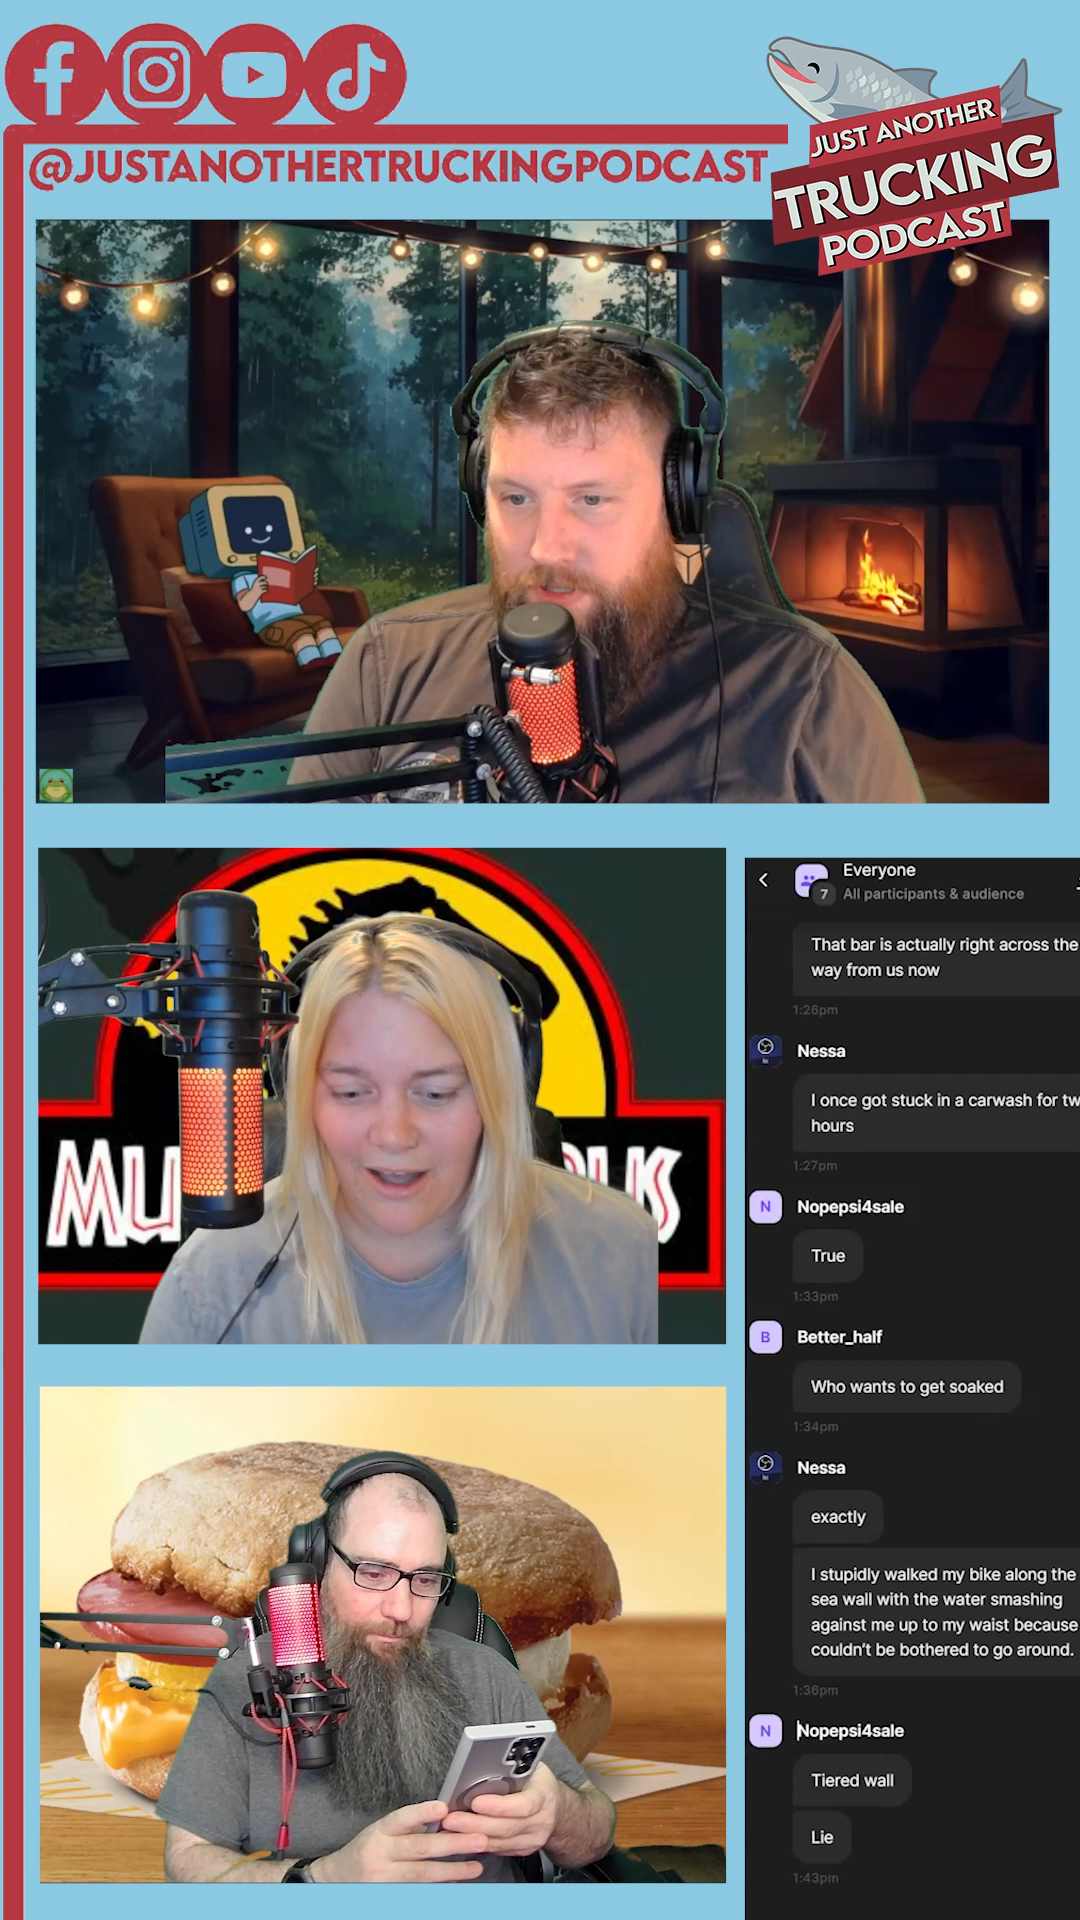 @JUSTANOTHERTRUCKINGPODCAST
JUST ANOTHER
TRUCKING
PODCAST
Everyone
7
All participants & audience
That bar is actually right across the
way from us now
1:26pm
Nessa
I once got stuck in a carwash for
hours
1:27pm
N
Nopepsi4sale
True
1:33pm
B
Better_half
Who wants to get soaked
1:34pm
Nessa
exactly
I stupidly walked my bike along the
sea wall with the water smashing
against me up to my waist because
couldn't be bothered to go around.
1:36pm
N
Nopepsi4sale
Tiered wall
Lie
1:43pm